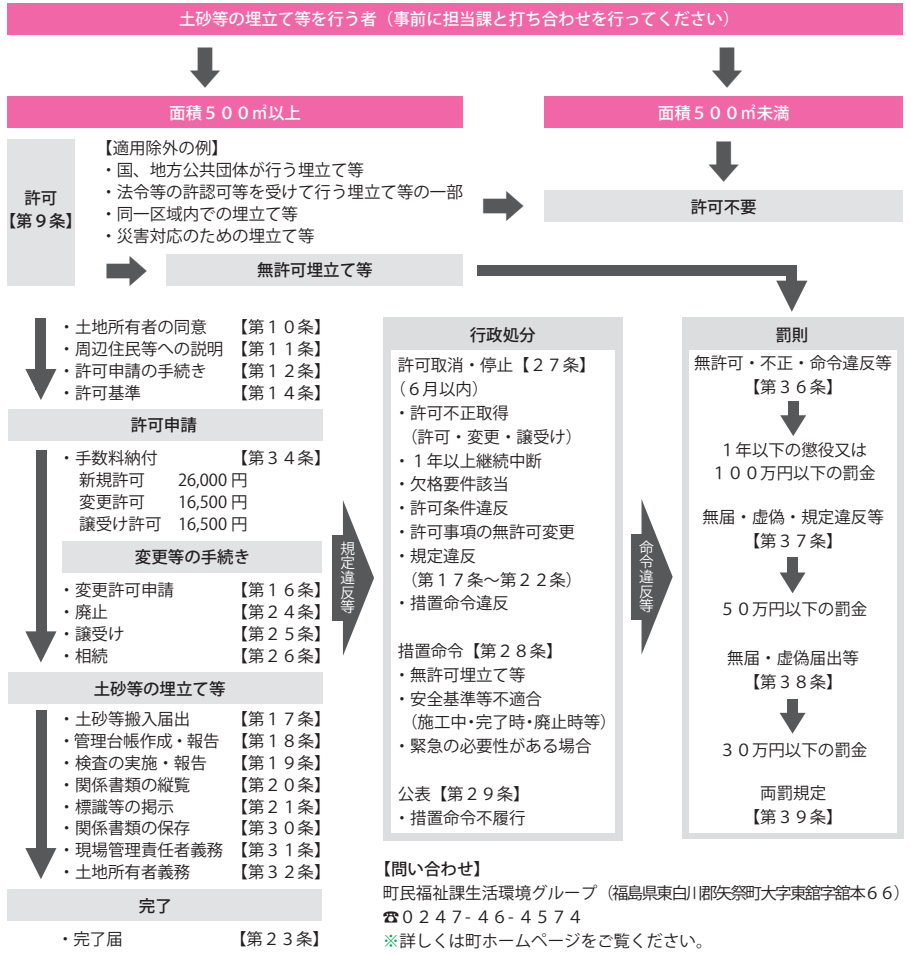 土砂等の埋立て等を行う者（事前に担当課と打ち合わせを行ってください）
面積５００㎡以上
面積５００㎡未満
許可
【第９条】
【適用除外の例】
・国、地方公共団体が行う埋立て等
・法令等の許認可等を受けて行う埋立て等の一部
・同一区域内での埋立て等
・災害対応のための埋立て等
許可不要
無許可埋立て等
・土地所有者の同意　【第１０条】
・周辺住民等への説明　【第１１条】
・許可申請の手続き　【第１２条】
・許可基準　【第１４条】
許可申請
・手数料納付　【第３４条】
新規許可　26,000 円
変更許可　16,500 円
譲受け許可　16,500 円
変更等の手続き
・変更許可申請　【第１６条】
・廃止　【第２４条】
・譲受け　【第２５条】
・相続　【第２６条】
土砂等の埋立て等
・土砂等搬入届出　【第１７条】
・管理台帳作成・報告　【第１８条】
・検査の実施・報告　【第１９条】
・関係書類の縦覧　【第２０条】
・標識等の掲示　【第２１条】
・関係書類の保存　【第３０条】
・現場管理責任者義務　【第３１条】
・土地所有者義務　【第３２条】
完了
・完了届　【第２３条】
規定違反等
行政処分
許可取消・停止【２７条】
（６月以内）
・許可不正取得
（許可・変更・譲受け）
・１年以上継続中断
・欠格要件該当
・許可条件違反
・許可事項の無許可変更
・規定違反
（第１７条～第２２条）
・措置命令違反
措置命令【第２８条】
・無許可埋立て等
・安全基準等不適合
（施工中・完了時・廃止時等）
・緊急の必要性がある場合
公表【第２９条】
・措置命令不履行
命令違反等
罰則
無許可・不正・命令違反等
【第３６条】
１年以下の懲役又は
１００万円以下の罰金
無届・虚偽・規定違反等
【第３７条】
５０万円以下の罰金
無届・虚偽届出等
【第３８条】
３０万円以下の罰金
両罰規定
【第３９条】
【問い合わせ】
町民福祉課生活環境グループ（福島県東白川郡矢祭町大字東舘字舘本６６）
☎０２４７-４６-４５７４
※詳しくは町ホームページをご覧ください。